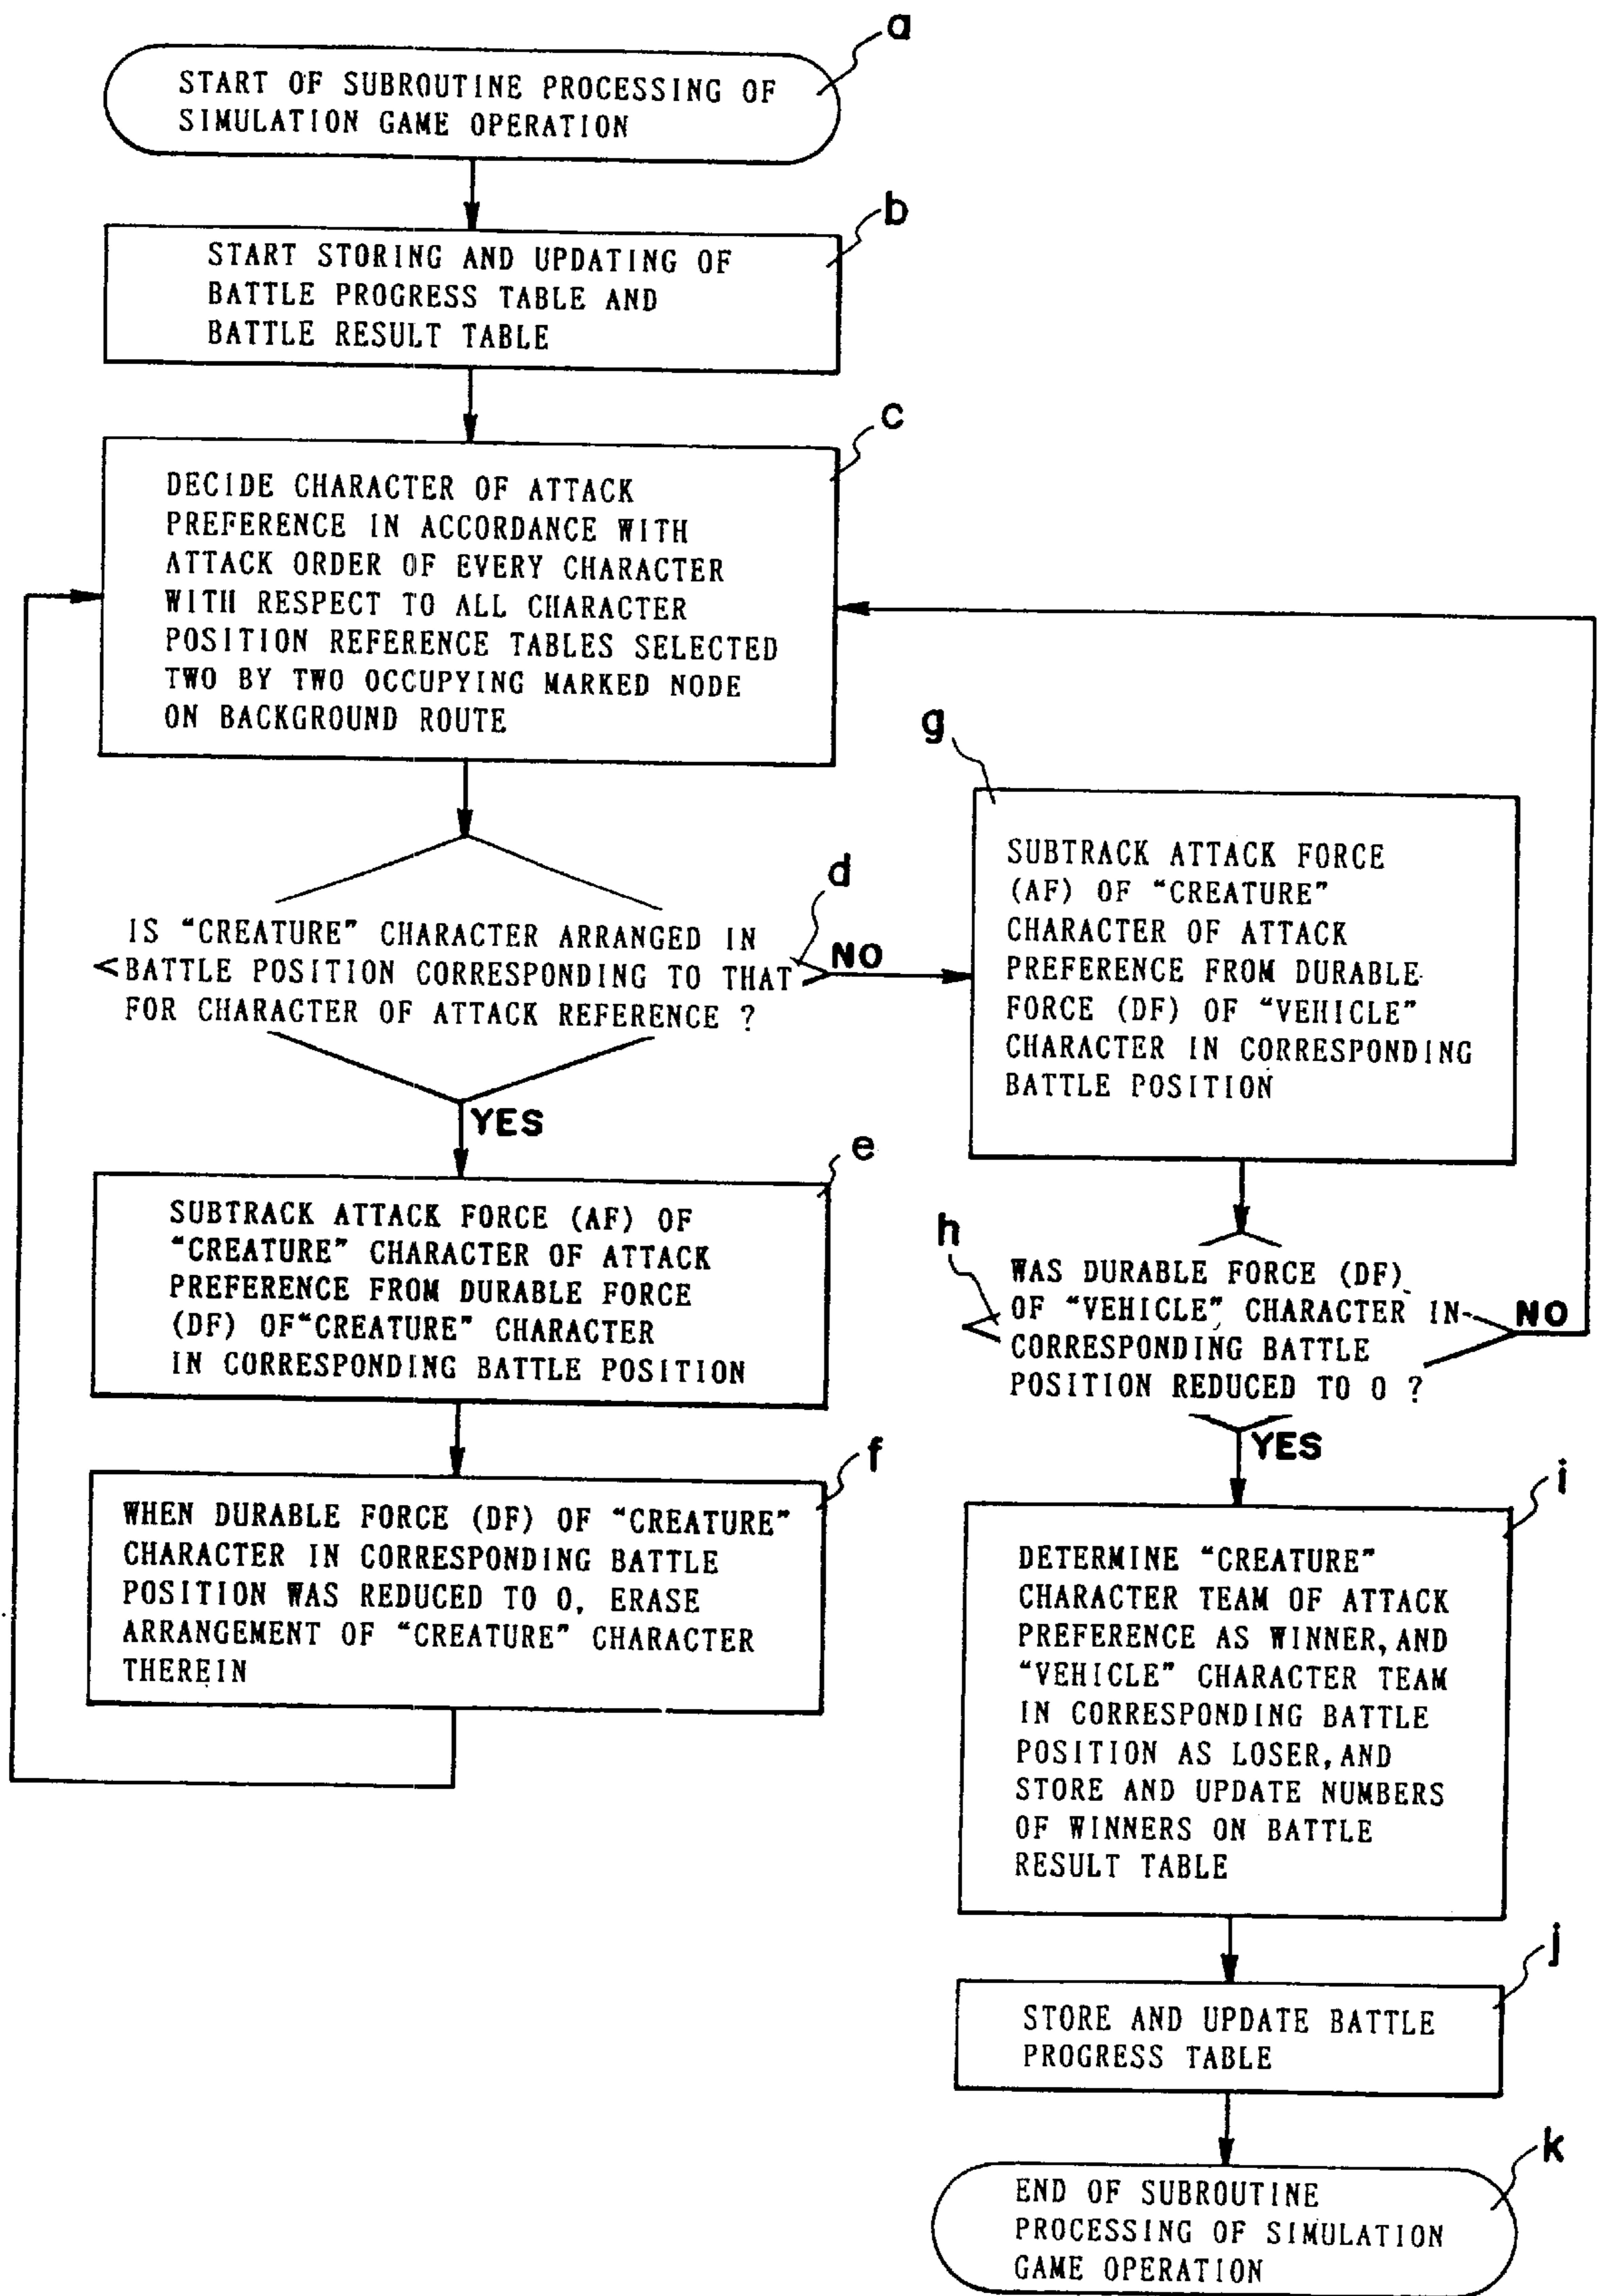 a
START OF SUBROUTINE PROCESSING OF
SIMULATION GAME OPERATION
b
START STORING AND UPDATING OF
BATTLE PROGRESS TABLE AND
BATTLE RESULT TABLE
c
DECIDE CHARACTER OF ATTACK
PREFERENCE IN ACCORDANCE WITH
ATTACK ORDER OF EVERY CHARACTER
WITH RESPECT TO ALL CHARACTER
POSITION REFERENCE TABLES SELECTED
TWO BY TWO OCCUPYING MARKED NODE
ON BACKGROUND ROUTE
d
IS “CREATURE” CHARACTER ARRANGED IN
BATTLE POSITION CORRESPONDING TO THAT
FOR CHARACTER OF ATTACK REFERENCE ?
NO
YES
e
SUBTRACK ATTACK FORCE (AF) OF
“CREATURE” CHARACTER OF ATTACK
PREFERENCE FROM DURABLE FORCE
(DF) OF“CREATURE” CHARACTER
IN CORRESPONDING BATTLE POSITION
f
WHEN DURABLE FORCE (DF) OF “CREATURE”
CHARACTER IN CORRESPONDING BATTLE
POSITION WAS REDUCED TO 0, ERASE
ARRANGEMENT OF “CREATURE” CHARACTER
THEREIN
g
SUBTRACK ATTACK FORCE
(AF) OF “CREATURE”
CHARACTER OF ATTACK
PREFERENCE FROM DURABLE
FORCE (DF) OF “VEHICLE”
CHARACTER IN CORRESPONDING
BATTLE POSITION
h
WAS DURABLE FORCE (DF)
OF “VEHICLE” CHARACTER IN
CORRESPONDING BATTLE
POSITION REDUCED TO 0 ?
NO
YES
i
DETERMINE “CREATURE”
CHARACTER TEAM OF ATTACK
PREFERENCE AS WINNER, AND
“VEHICLE” CHARACTER TEAM
IN CORRESPONDING BATTLE
POSITION AS LOSER, AND
STORE AND UPDATE NUMBERS
OF WINNERS ON BATTLE
RESULT TABLE
j
STORE AND UPDATE BATTLE
PROGRESS TABLE
k
END OF SUBROUTINE
PROCESSING OF SIMULATION
GAME OPERATION